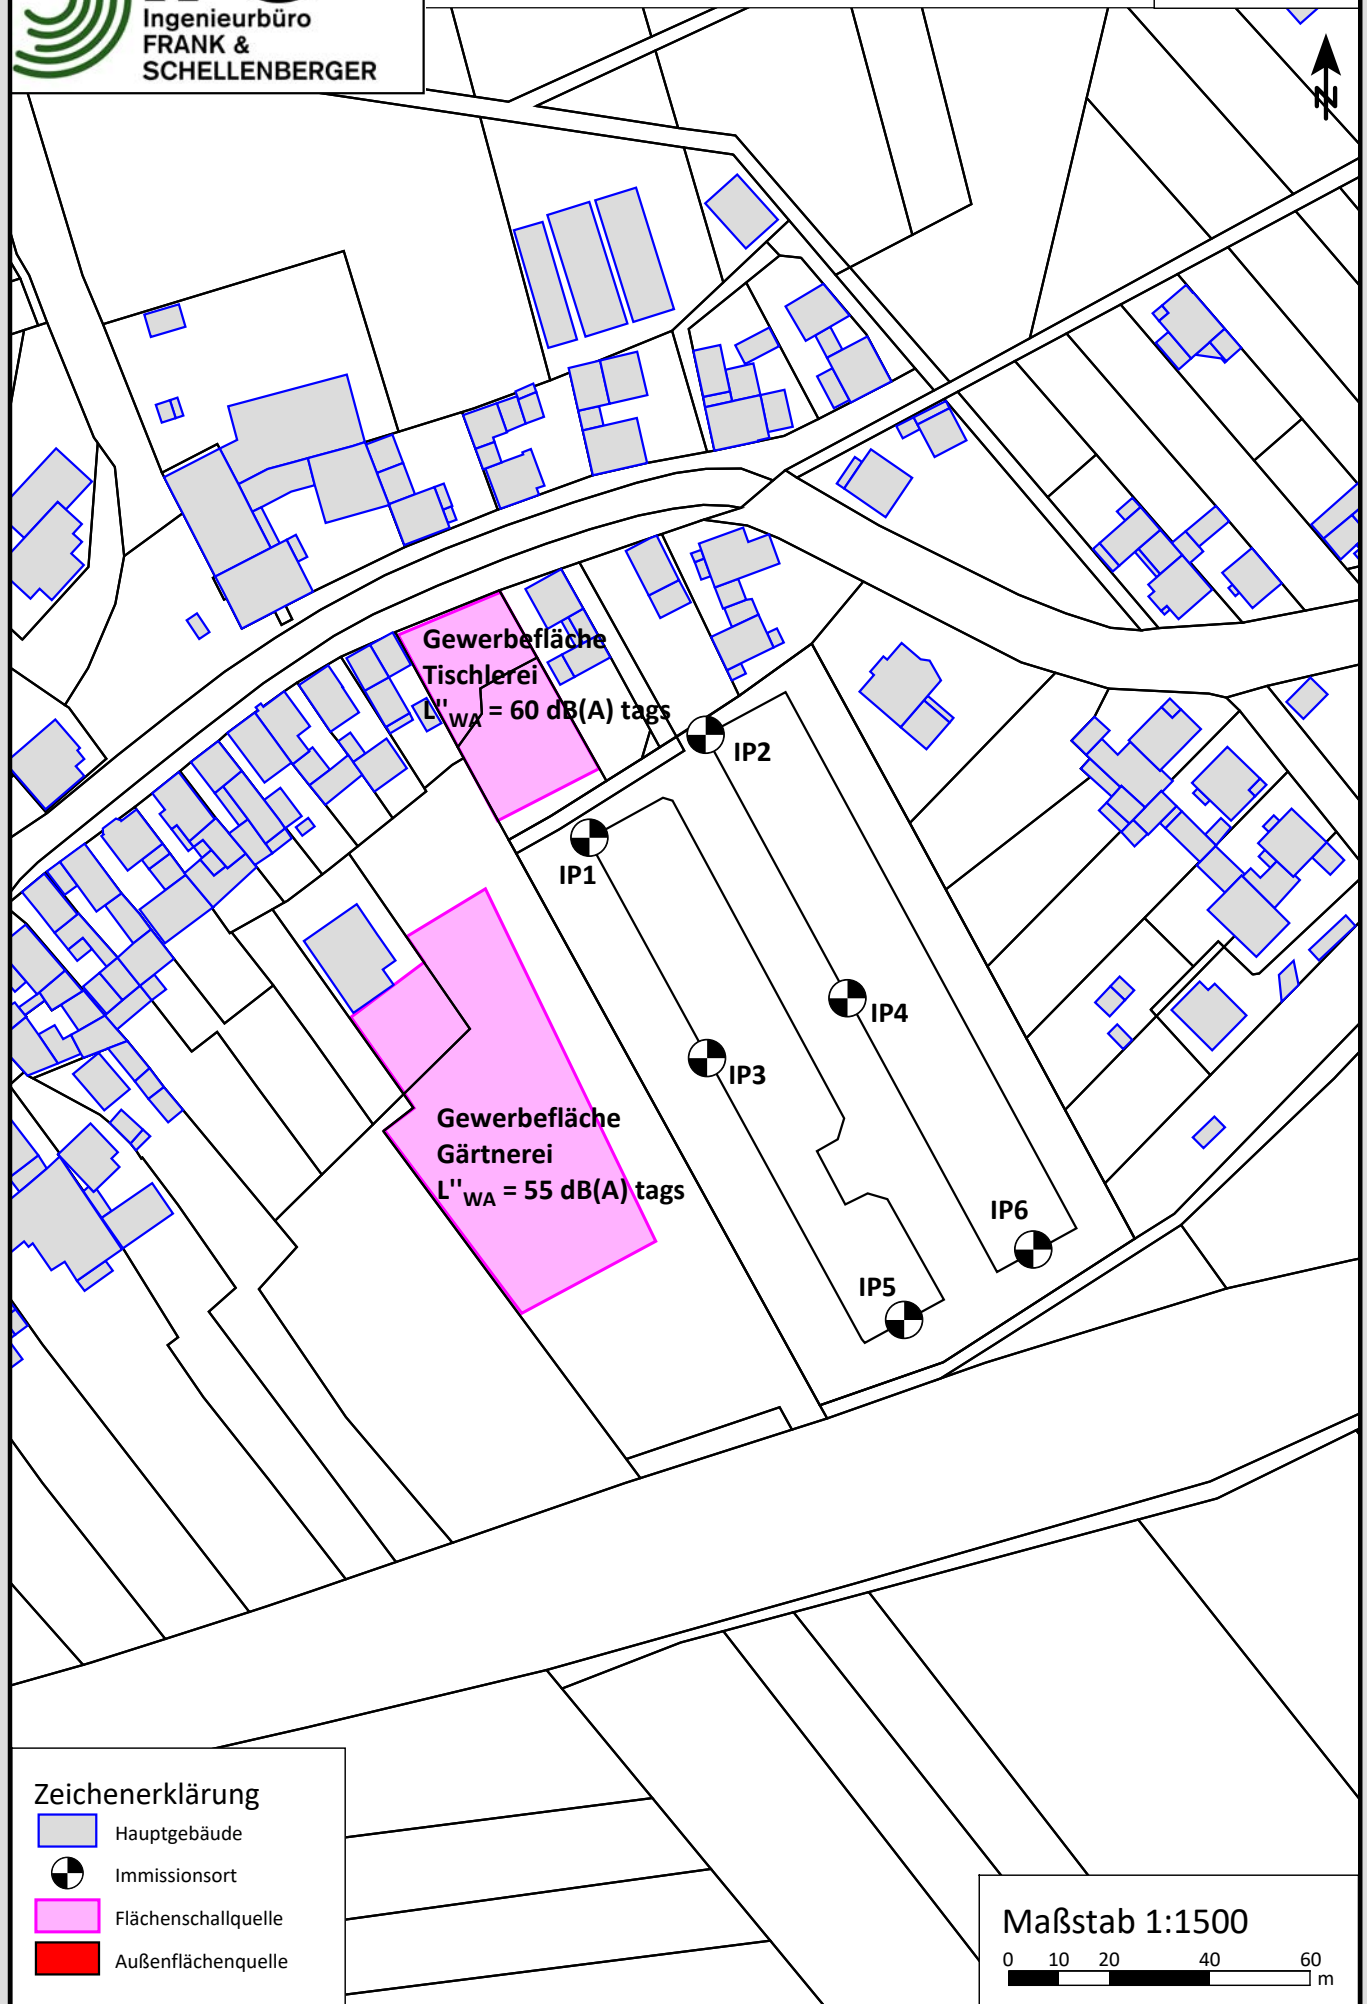 Ingenieurbüro
FRANK &
SCHELLENBERGER
N
Gewerbefläche
Tischlerei
L''WA = 60 dB(A) tags
IP2
IP1
IP4
IP3
Gewerbefläche
Gärtnerei
L''WA = 55 dB(A) tags
IP6
IP5
Zeichenerklärung
Hauptgebäude
Immissionsort
Flächenschallquelle
Außenflächenquelle
Maßstab 1:1500
0 10 20 40 60
m